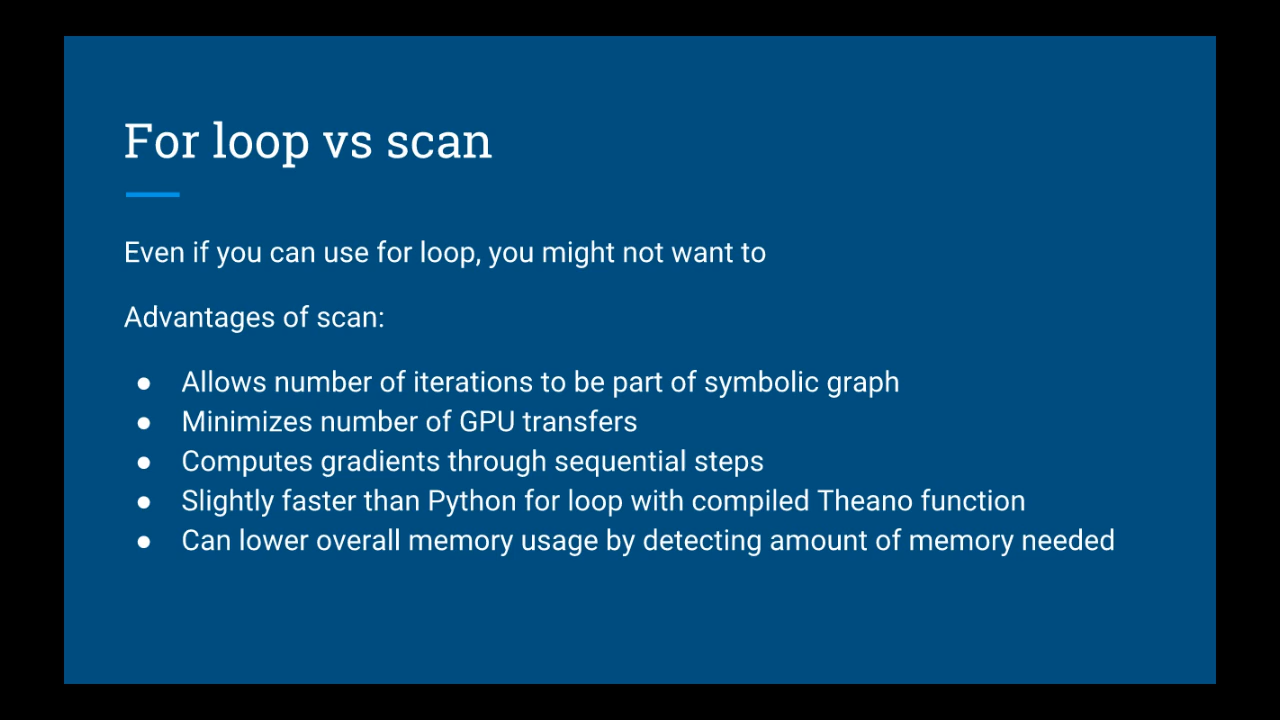 For loop vs scan
Even if you can use for loop, you might not want to
Advantages of scan:
● Allows number of iterations to be part of symbolic graph
● Minimizes number of GPU transfers
● Computes gradients through sequential steps
● Slightly faster than Python for loop with compiled Theano function
● Can lower overall memory usage by detecting amount of memory needed